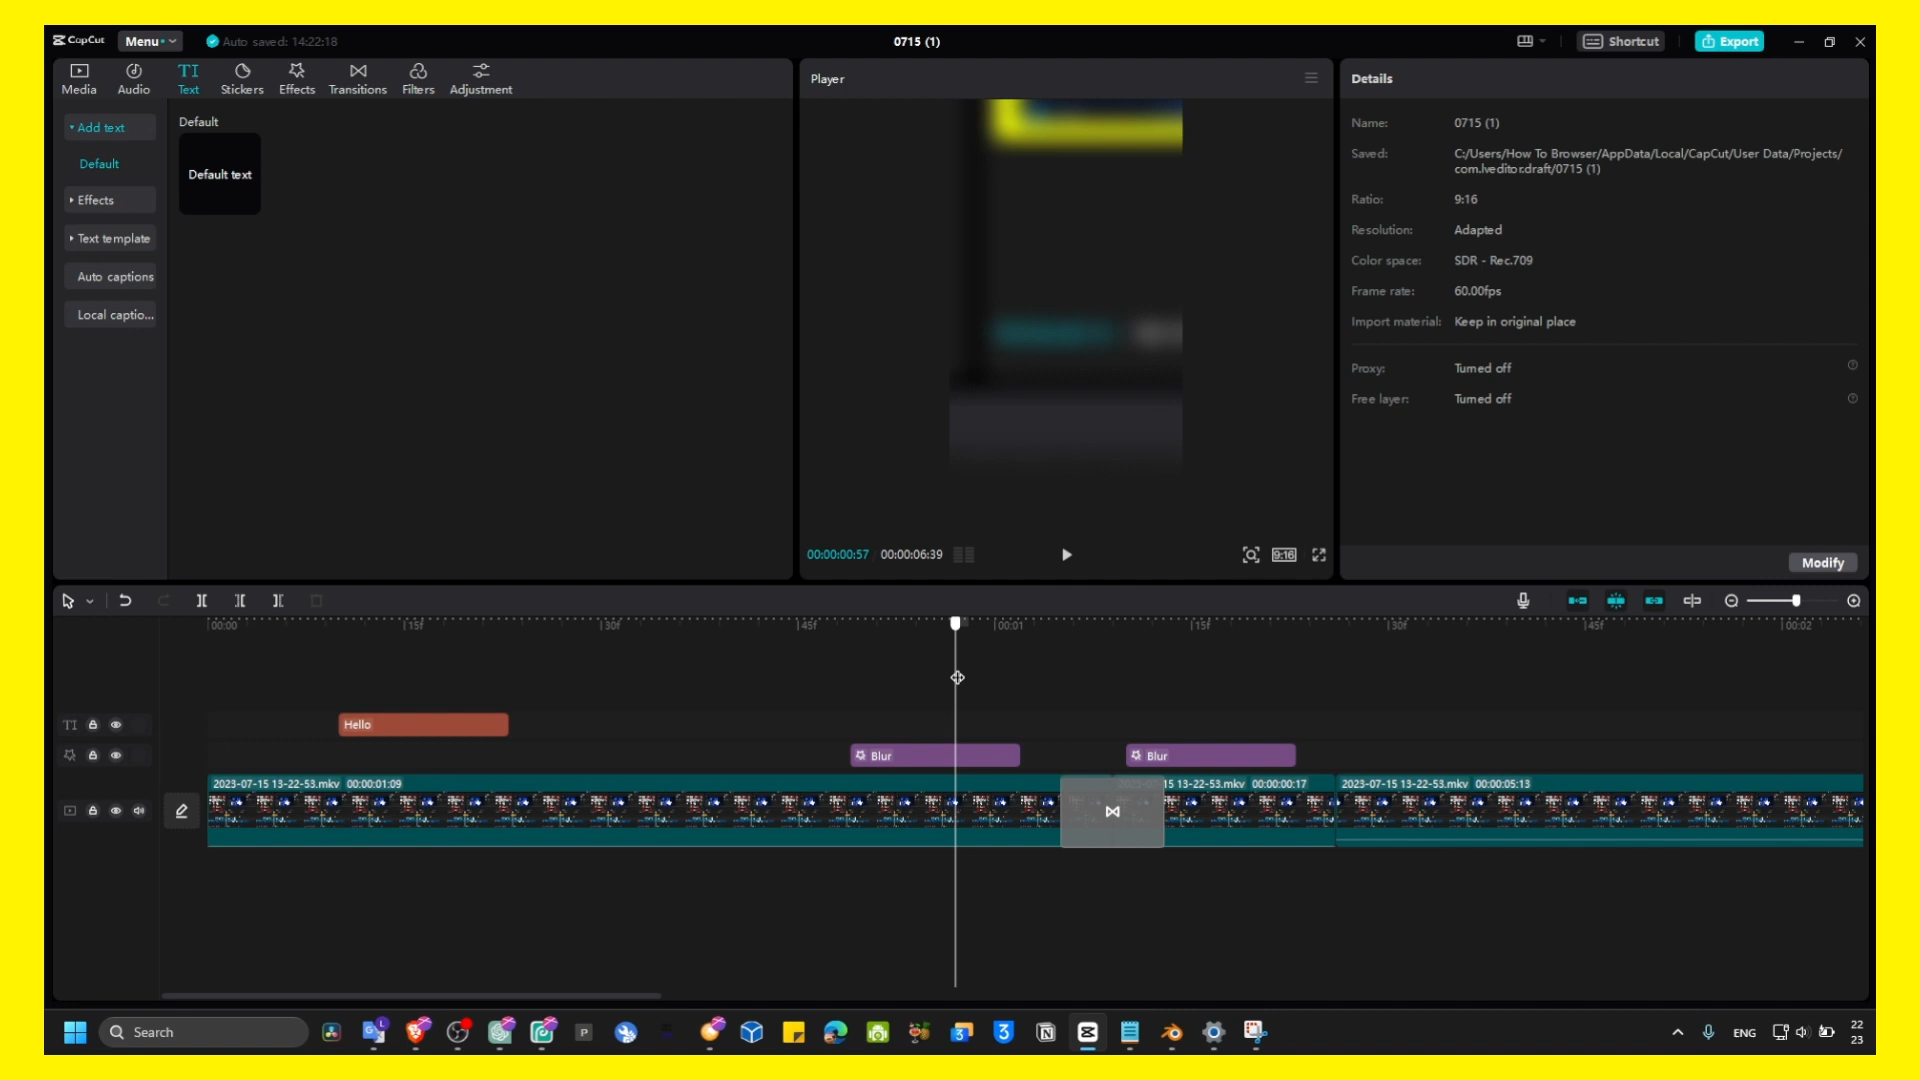 CapCut
Menu
Auto saved: 14:22:18
0715 (1)
Shortcut
Export
Media
Audio
TI
Text
Stickers
Effects
Transitions
Filters
Adjustment
Add text
Default
Effects
Text template
Auto captions
Local captio...
Default
Default text
Player
00:00:00:57
00:00:06:39
9:16
Details
Name: 0715 (1)
Saved: C:/Users/How To Browser/AppData/Local/CapCut/User Data/Projects/
com.lveditor.draft/0715 (1)
Ratio: 9:16
Resolution: Adapted
Color space: SDR - Rec.709
Frame rate: 60.00fps
Import material: Keep in original place
Proxy: Turned off
Free layer: Turned off
Modify
00:00
15f
30f
45f
00:01
15f
30f
45f
00:02
TI
Hello
Blur
Blur
2023-07-15 13-22-53.mkv 00:00:01:09
15 13-22-53.mkv 00:00:00:17
2023-07-15 13-22-53.mkv 00:00:05:13
Search
P
3
3
N
ENG
22
23